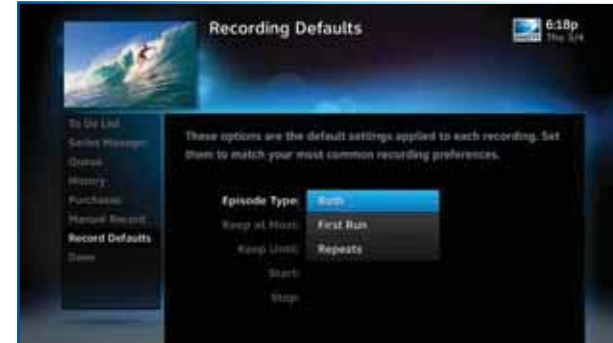 Recording Defaults
6:18p
Thu 3/4
To Do List
Series Manager
Queue
History
Purchases
Manual Record
Record Defaults
Done
These options are the default settings applied to each recording. Set
them to match your most common recording preferences.
Episode Type: Both
Keep at Most: First Run
Keep Until: Repeats
Start:
Stop: